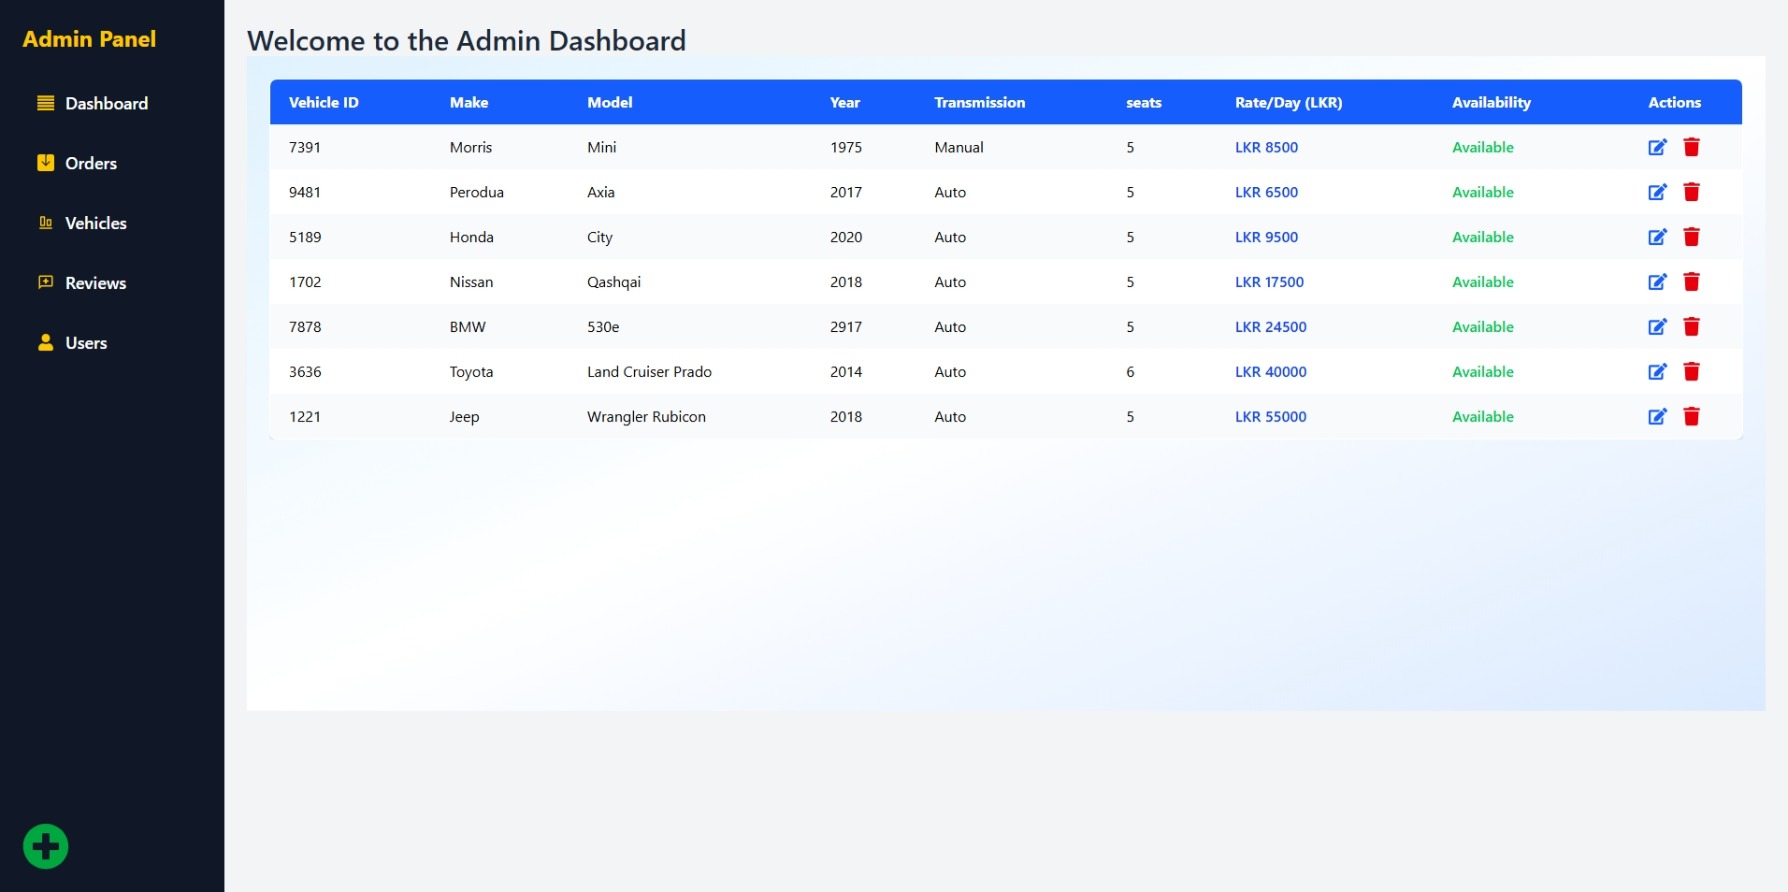 Admin Panel
Dashboard
Orders
Vehicles
Reviews
Users
Welcome to the Admin Dashboard
Vehicle ID Make Model Year Transmission seats Rate/Day (LKR) Availability Actions
7391 Morris Mini 1975 Manual 5 LKR 8500 Available
9481 Perodua Axia 2017 Auto 5 LKR 6500 Available
5189 Honda City 2020 Auto 5 LKR 9500 Available
1702 Nissan Qashqai 2018 Auto 5 LKR 17500 Available
7878 BMW 530e 2917 Auto 5 LKR 24500 Available
3636 Toyota Land Cruiser Prado 2014 Auto 6 LKR 40000 Available
1221 Jeep Wrangler Rubicon 2018 Auto 5 LKR 55000 Available